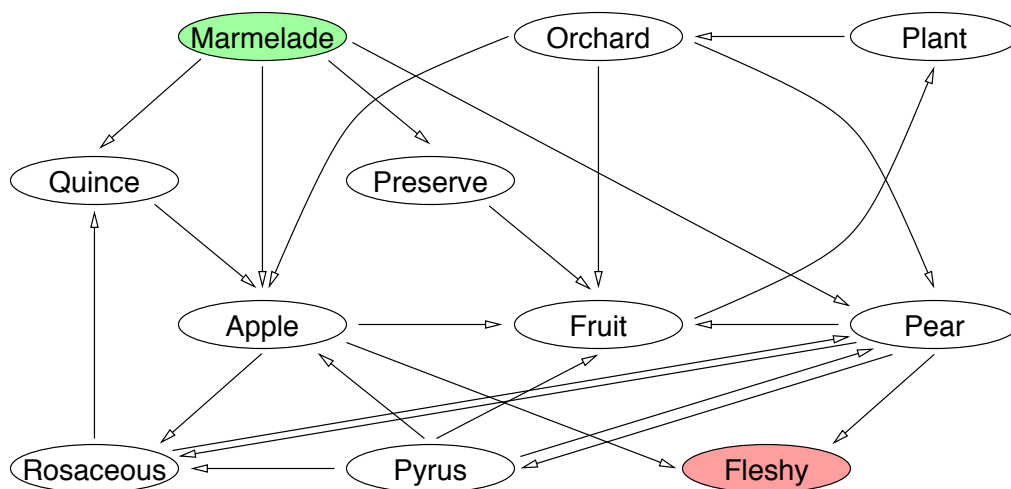 Marmelade
Orchard
Plant
Quince
Preserve
Apple
Fruit
Pear
Rosaceous
Pyrus
Fleshy